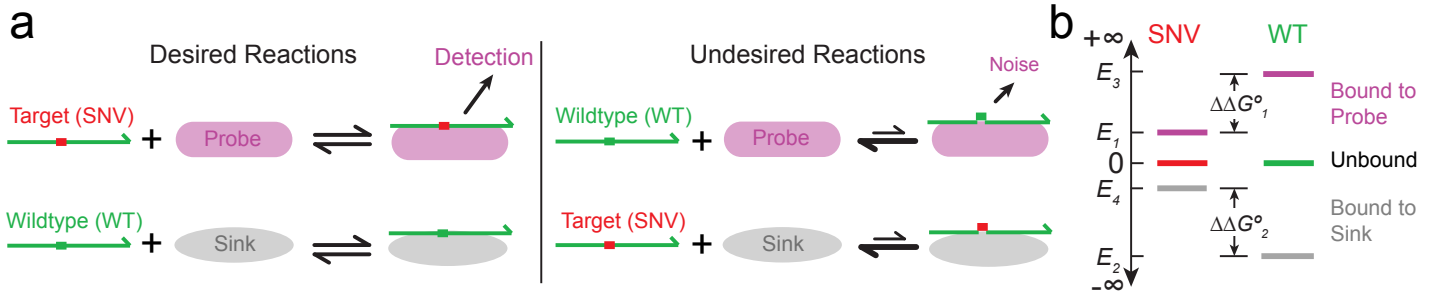 a
Desired Reactions
Detection
Target (SNV)
+
Probe
Wildtype (WT)
+
Sink
Undesired Reactions
Noise
Wildtype (WT)
+
Probe
Target (SNV)
+
Sink
b
+∞
SNV
WT
E3
ΔΔG°1
Bound to
Probe
E1
0
Unbound
E4
ΔΔG°2
Bound to
Sink
E2
-∞